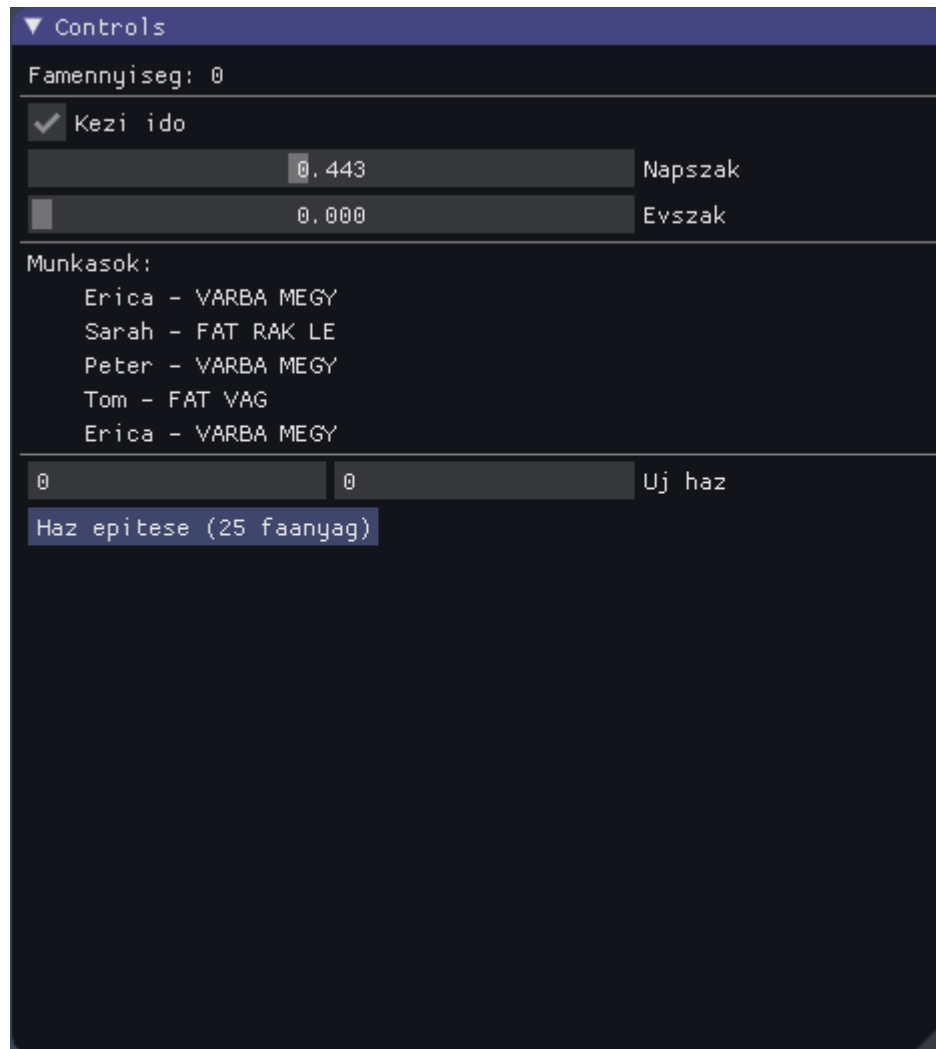 Controls
Famennyiseg: 0
Kezi ido
0.443 Napszak
0.000 Evszak
Munkasok:
Erica - VARBA MEGY
Sarah - FAT RAK LE
Peter - VARBA MEGY
Tom - FAT VAG
Erica - VARBA MEGY
0 0 Uj haz
Haz epitese (25 faanyag)